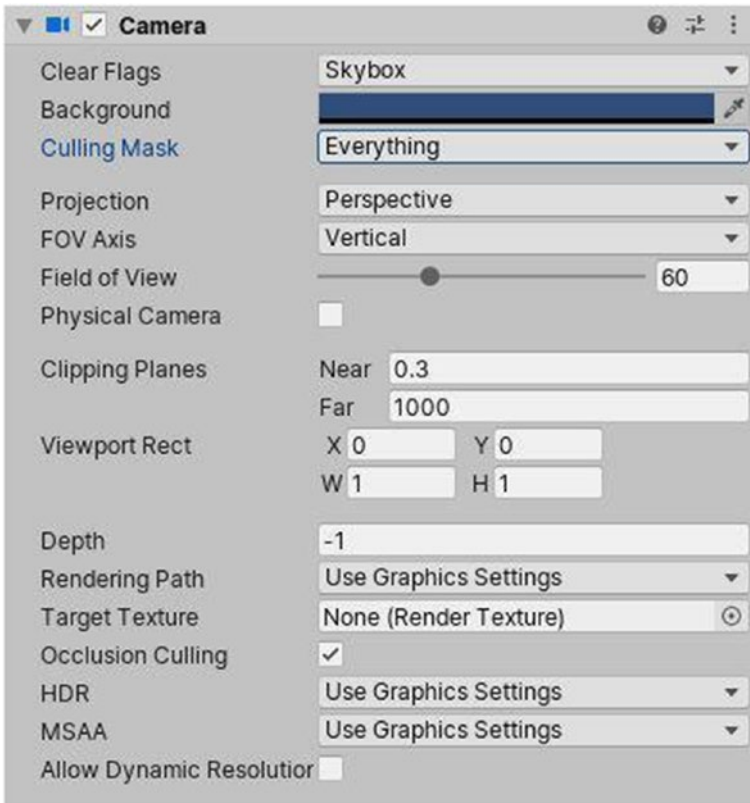 Camera
Clear Flags Skybox
Background
Culling Mask Everything
Projection Perspective
FOV Axis Vertical
Field of View 60
Physical Camera
Clipping Planes Near 0.3
Far 1000
Viewport Rect X 0 Y 0
W 1 H 1
Depth -1
Rendering Path Use Graphics Settings
Target Texture None (Render Texture)
Occlusion Culling
HDR Use Graphics Settings
MSAA Use Graphics Settings
Allow Dynamic Resolutior